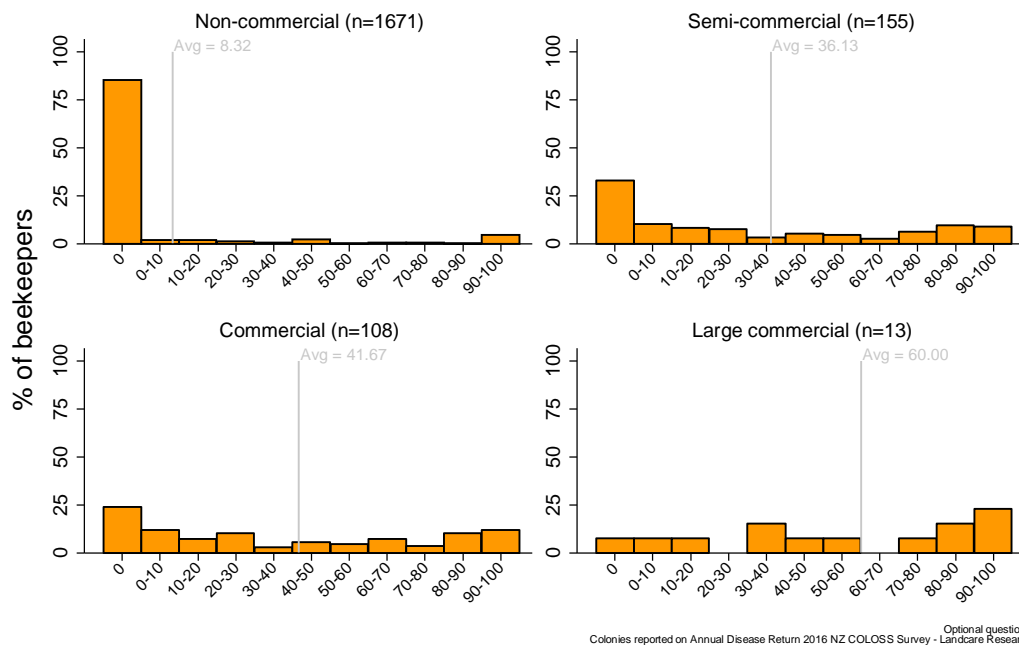 Non-commercial (n=1671)
Avg = 8.32
% of beekeepers
0 25 50 75 100
0 0-10 10-20 20-30 30-40 40-50 50-60 60-70 70-80 80-90 90-100
Semi-commercial (n=155)
Avg = 36.13
0 25 50 75 100
0 0-10 10-20 20-30 30-40 40-50 50-60 60-70 70-80 80-90 90-100
Commercial (n=108)
Avg = 41.67
0 25 50 75 100
0 0-10 10-20 20-30 30-40 40-50 50-60 60-70 70-80 80-90 90-100
Large commercial (n=13)
Avg = 60.00
0 25 50 75 100
0 0-10 10-20 20-30 30-40 40-50 50-60 60-70 70-80 80-90 90-100
Optional questio
Colonies reported on Annual Disease Return 2016 NZ COLOSS Survey - Landcare Resear